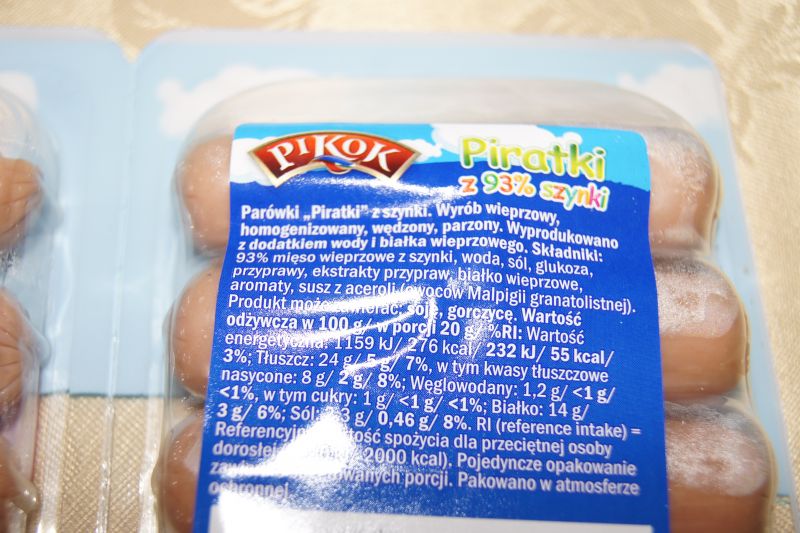 PIKOK
Piratki
z 93% szynki
Parówki „Piratki” z szynki. Wyrób wieprzowy,
homogenizowany, wędzony, parzony. Wyprodukowano
z dodatkiem wody i białka wieprzowego. Składniki:
93% mięso wieprzowe z szynki, woda, sól, glukoza,
przyprawy, ekstrakty przypraw, białko wieprzowe,
aromaty, susz z aceroli (owoców Malpigii granatolistnej).
Produkt może zawierać: soję, gorczycę. Wartość
odżywcza w 100 g/ w porcji 20 g/ %RI: Wartość
energetyczna: 1159 kJ/ 276 kcal/ 232 kJ/ 55 kcal/
3%; Tłuszcz: 24 g/ 5 g/ 7%, w tym kwasy tłuszczowe
nasycone: 8 g/ 2 g/ 8%; Węglowodany: 1,2 g/ <1 g/
<1%, w tym cukry: 1 g/ <1 g/ <1%; Białko: 14 g/
3 g/ 6%; Sól: 3 g/ 0,46 g/ 8%. RI (reference intake) =
wartość spożycia dla przeciętnej osoby
2000 kcal). Pojedyncze opakowanie
porcji. Pakowano w atmosferze
ochronnej.